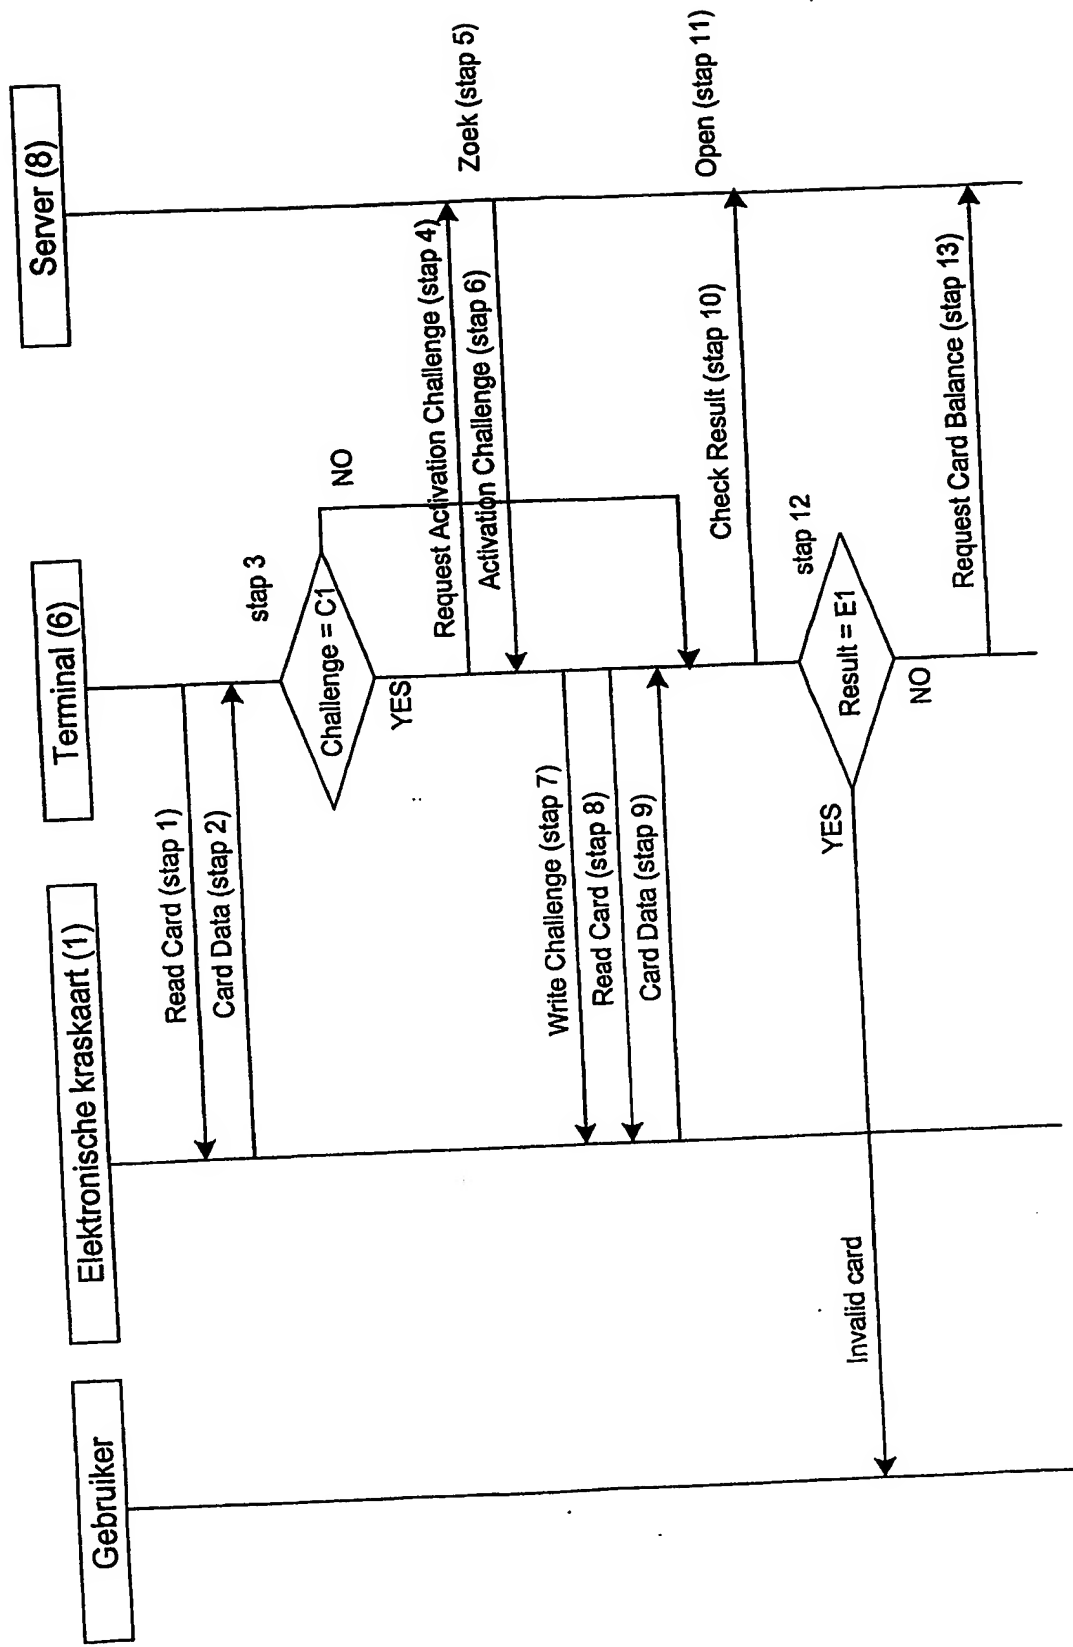 Gebruiker
Elektronische kraskaart (1)
Terminal (6)
Server (8)
Read Card (stap 1)
Card Data (stap 2)
stap 3
Challenge = C1
NO
YES
Request Activation Challenge (stap 4)
Zoek (stap 5)
Activation Challenge (stap 6)
Write Challenge (stap 7)
Read Card (stap 8)
Card Data (stap 9)
Check Result (stap 10)
Open (stap 11)
stap 12
Result = E1
YES
NO
Invalid card
Request Card Balance (stap 13)